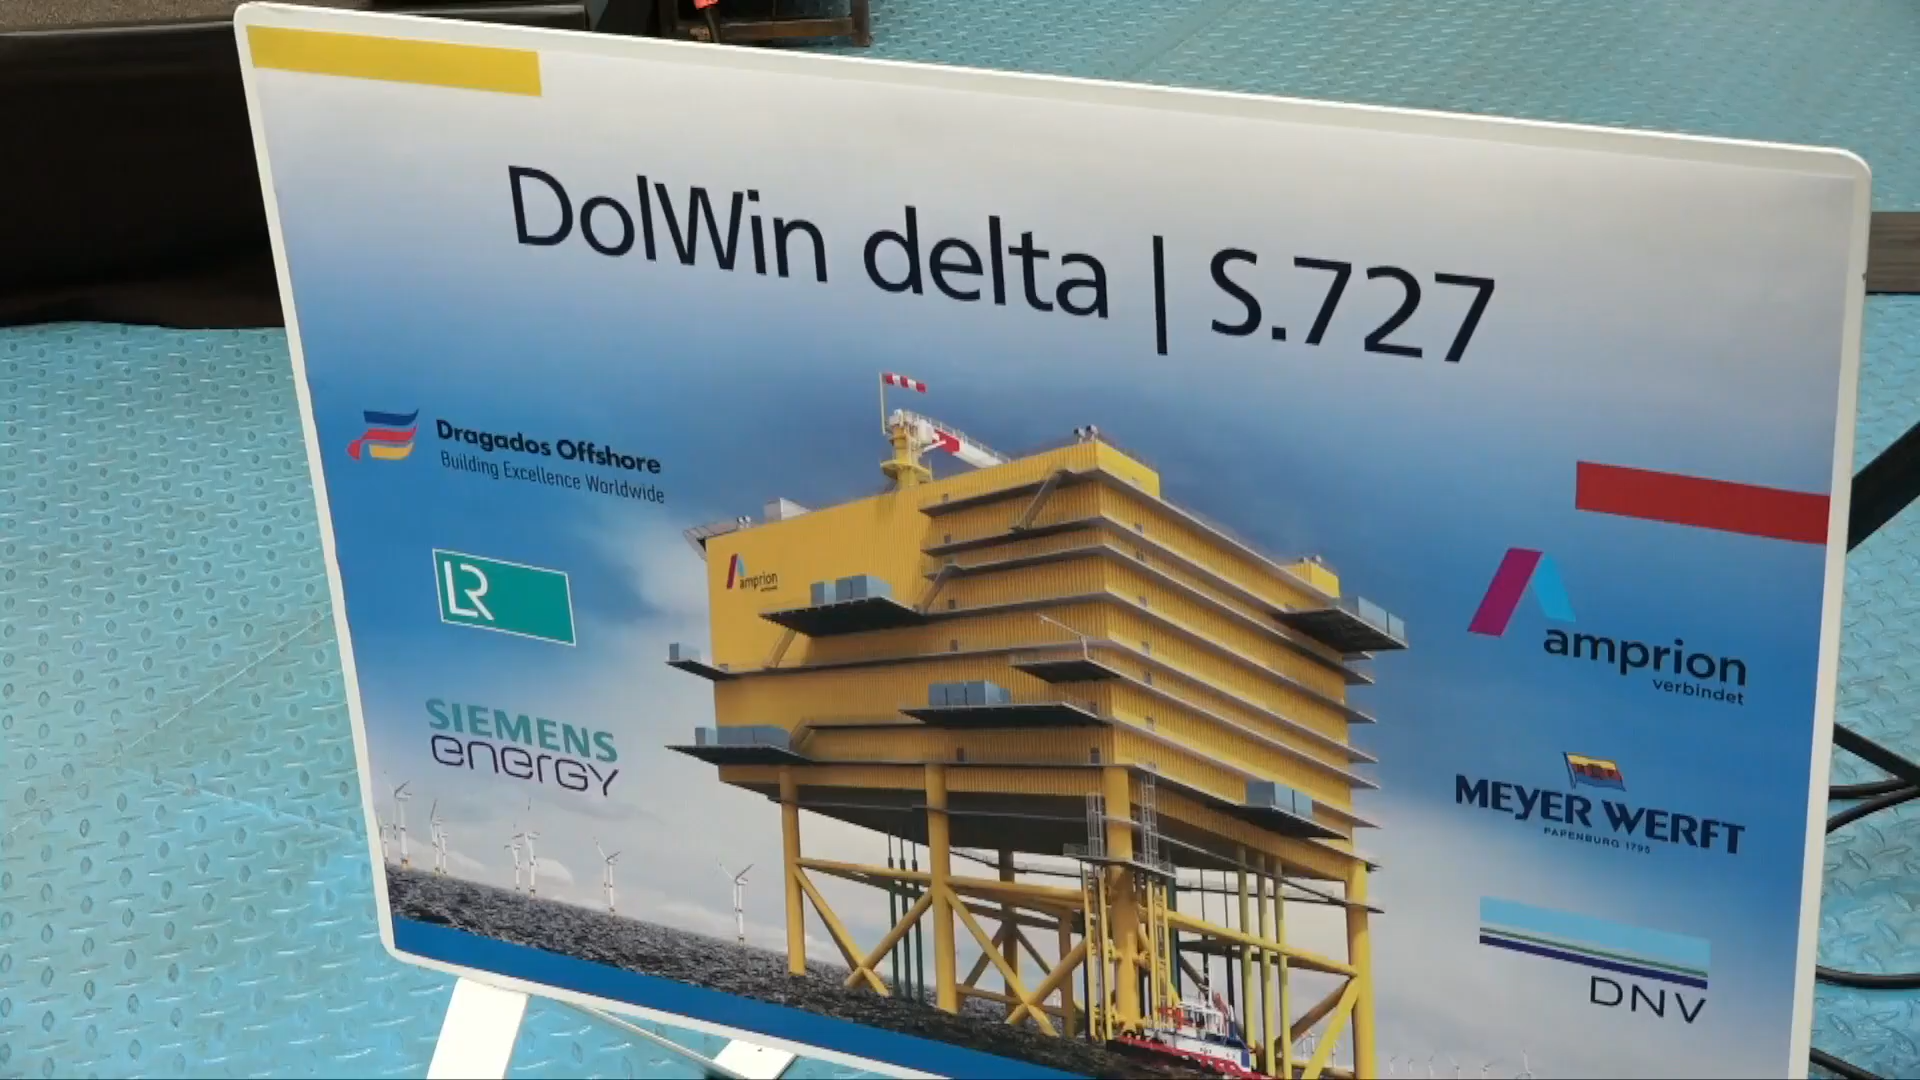 DolWin delta | S.727
Dragados Offshore
Building Excellence Worldwide
LR
SIEMENS
energy
amprion
amprion
verbindet
MEYER WERFT
PAPENBURG 1795
DNV